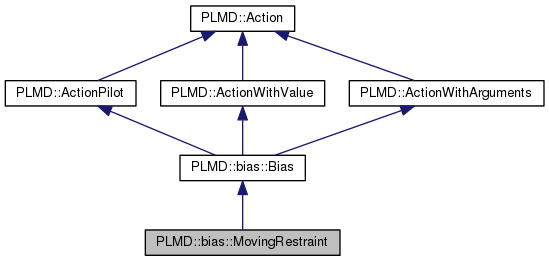 PLMD::Action
PLMD::ActionPilot
PLMD::ActionWithValue
PLMD::ActionWithArguments
PLMD::bias::Bias
PLMD::bias::MovingRestraint